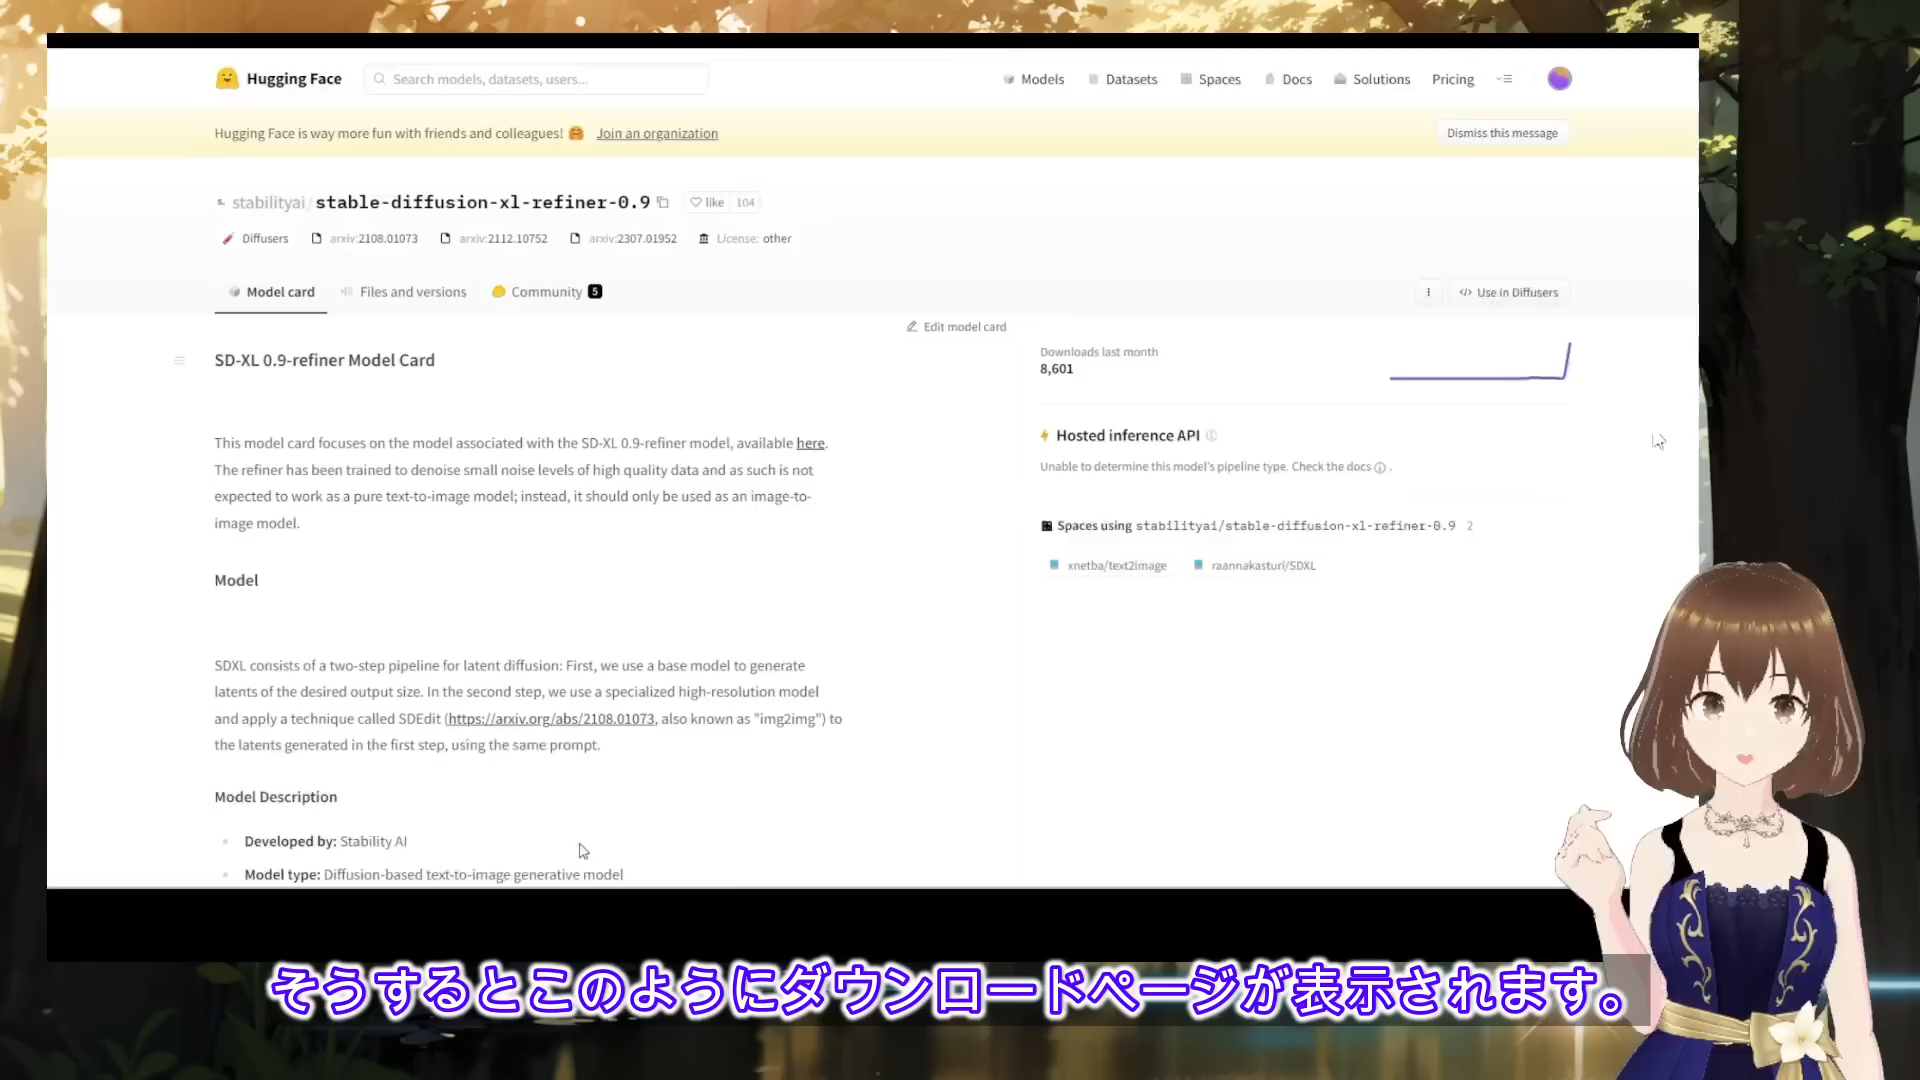 Hugging Face
Search models, datasets, users...
Models
Datasets
Spaces
Docs
Solutions
Pricing
Hugging Face is way more fun with friends and colleagues! 🤗 Join an organization
Dismiss this message
stabilityai/stable-diffusion-xl-refiner-0.9
like 104
Diffusers
arxiv:2108.01073
arxiv:2112.10752
arxiv:2307.01952
License: other
Model card
Files and versions
Community 5
Use in Diffusers
Edit model card
SD-XL 0.9-refiner Model Card
This model card focuses on the model associated with the SD-XL 0.9-refiner model, available here.
The refiner has been trained to denoise small noise levels of high quality data and as such is not
expected to work as a pure text-to-image model; instead, it should only be used as an image-to-
image model.
Model
SDXL consists of a two-step pipeline for latent diffusion: First, we use a base model to generate
latents of the desired output size. In the second step, we use a specialized high-resolution model
and apply a technique called SDEdit (https://arxiv.org/abs/2108.01073, also known as "img2img") to
the latents generated in the first step, using the same prompt.
Model Description
Developed by: Stability AI
Model type: Diffusion-based text-to-image generative model
Downloads last month
8,601
Hosted inference API
Unable to determine this model's pipeline type. Check the docs .
Spaces using stabilityai/stable-diffusion-xl-refiner-0.9 2
xnetba/text2image
raannakasturi/SDXL
そうするとこのようにダウンロードページが表示されます。